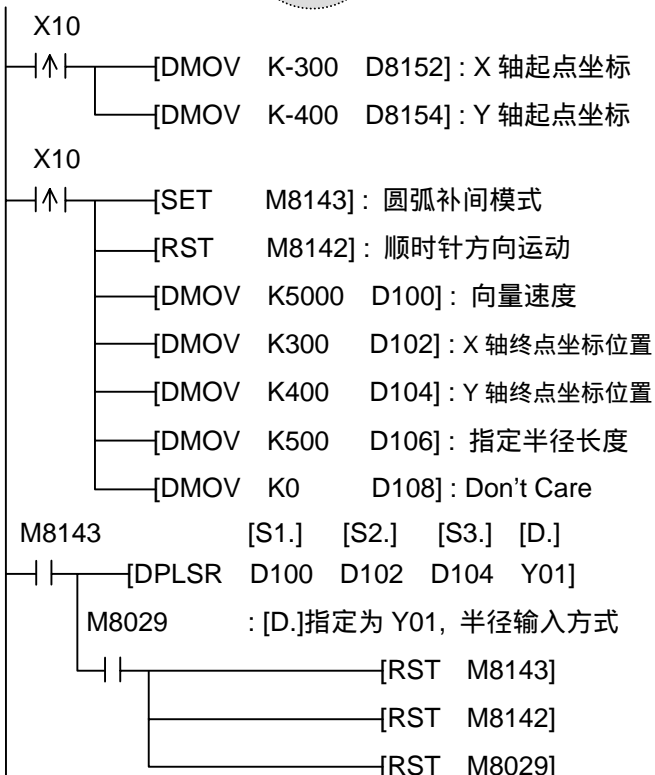 X10
[DMOV K-300 D8152] : X 轴起点坐标
[DMOV K-400 D8154] : Y 轴起点坐标
X10
[SET M8143] : 圆弧补间模式
[RST M8142] : 顺时针方向运动
[DMOV K5000 D100] : 向量速度
[DMOV K300 D102] : X 轴终点坐标位置
[DMOV K400 D104] : Y 轴终点坐标位置
[DMOV K500 D106] : 指定半径长度
[DMOV K0 D108] : Don't Care
M8143 [S1.] [S2.] [S3.] [D.]
[DPLSR D100 D102 D104 Y01]
M8029 : [D.]指定为 Y01, 半径输入方式
[RST M8143]
[RST M8142]
[RST M8029]